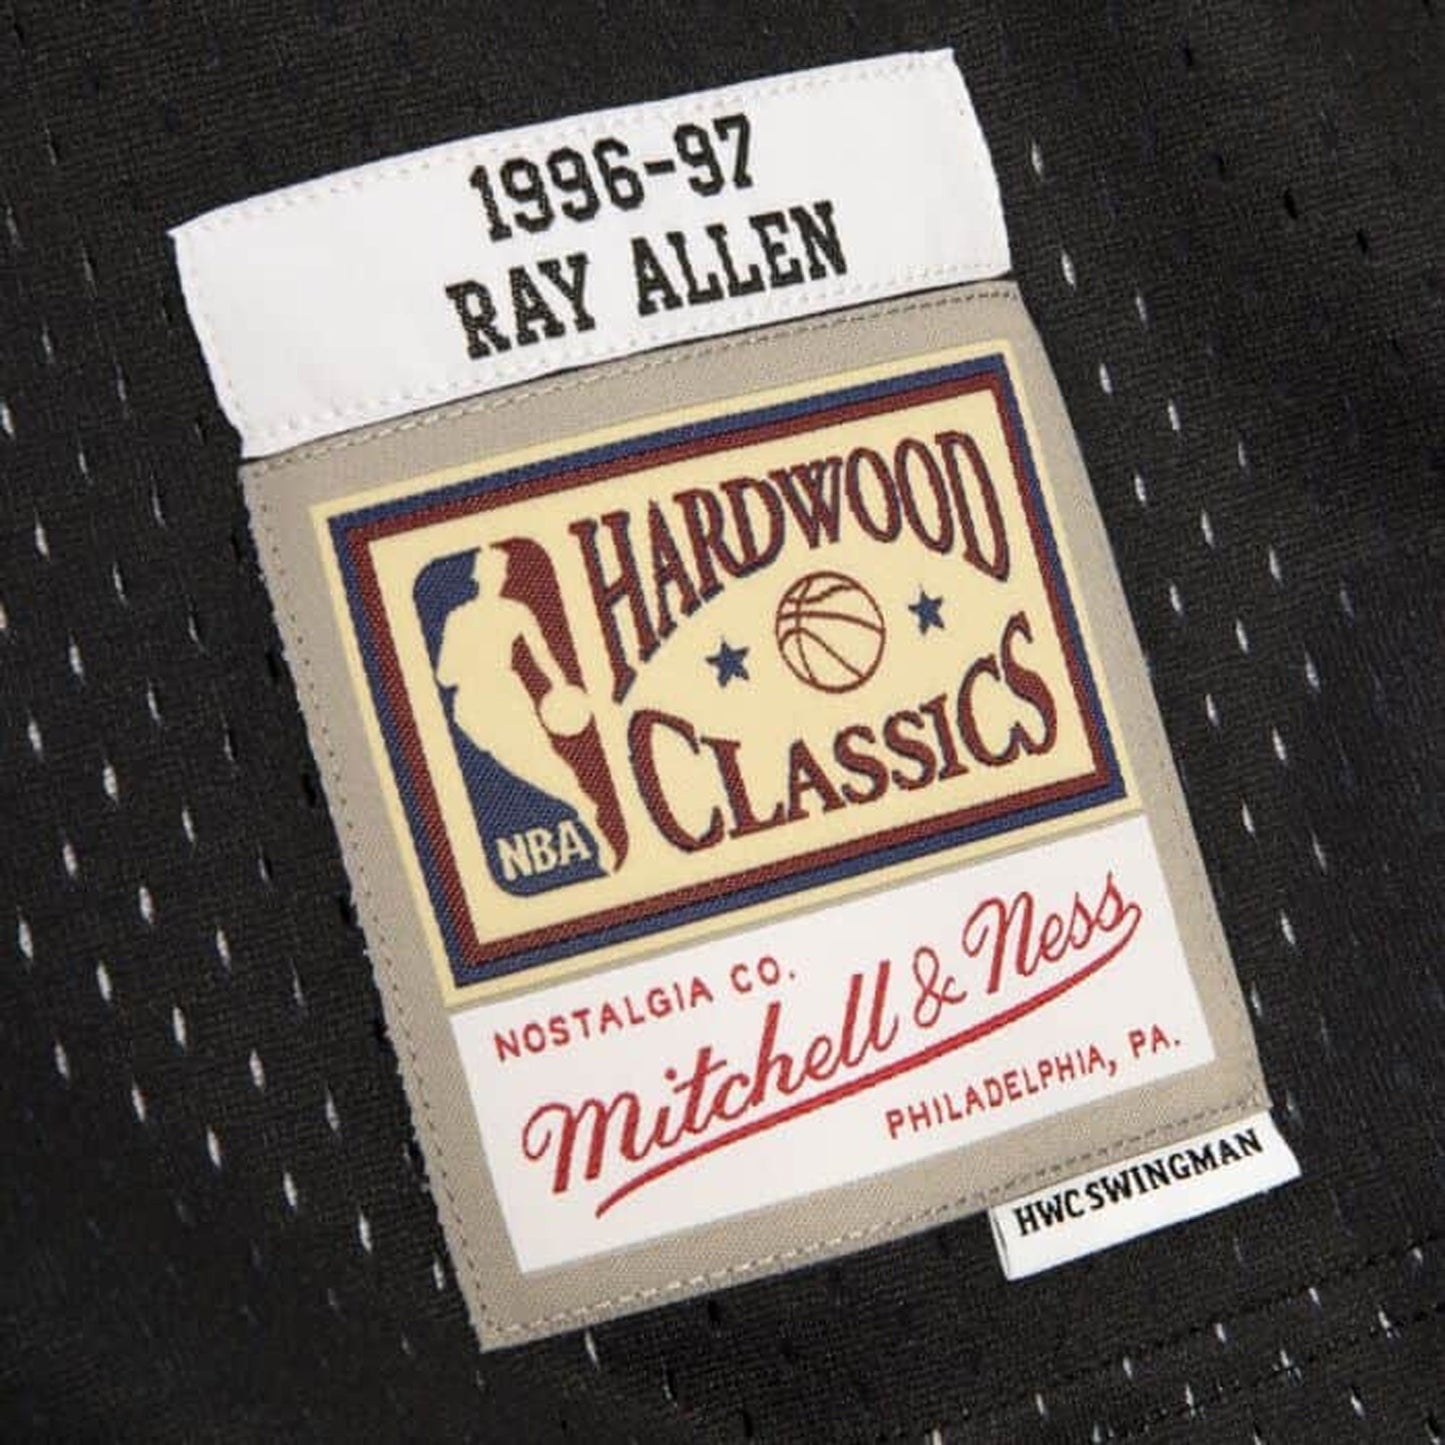 1996-97
RAY ALLEN
HARDWOOD
CLASSICS
NBA
NOSTALGIA CO.
Mitchell & Ness
PHILADELPHIA, PA.
HWC SWINGMAN